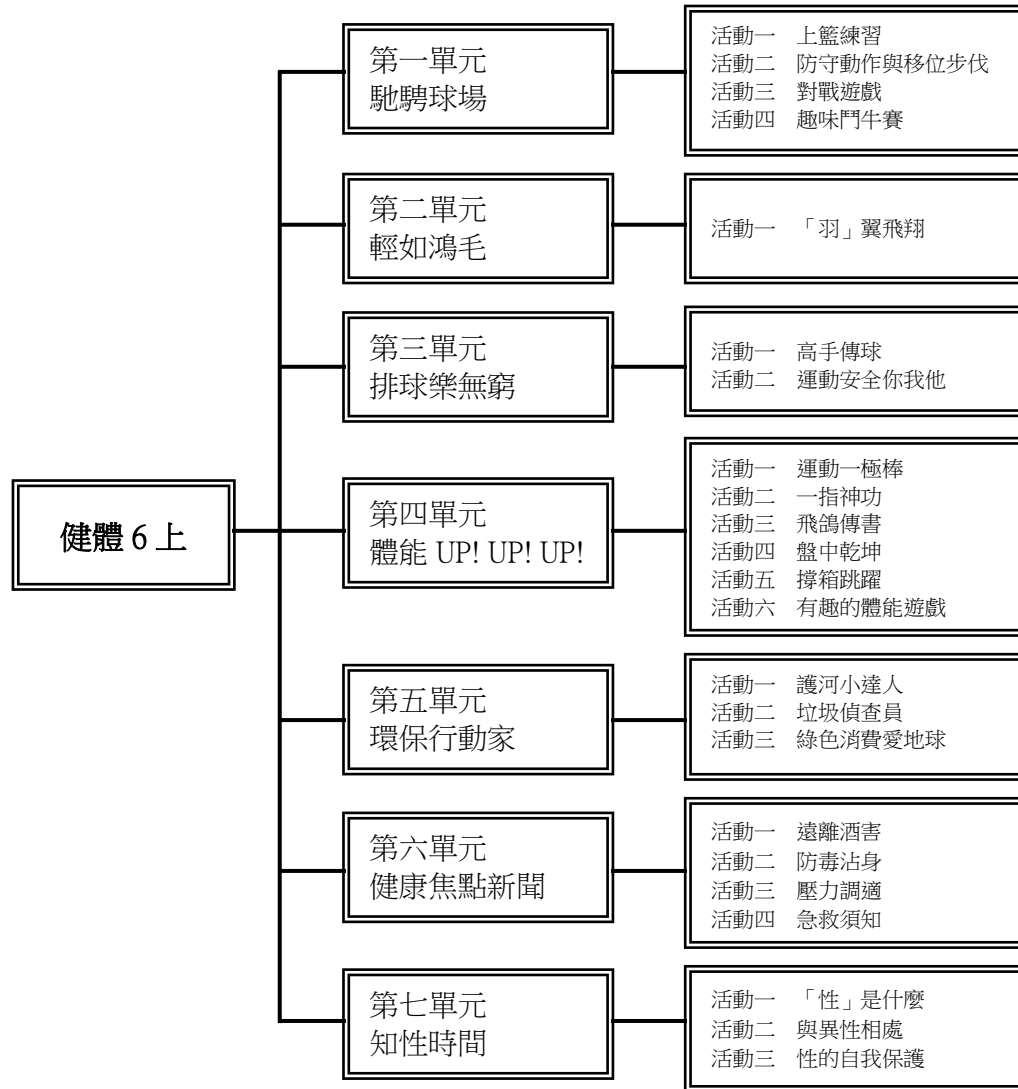 健體 6 上
第一單元
馳騁球場
活動一 上籃練習
活動二 防守動作與移位步伐
活動三 對戰遊戲
活動四 趣味鬥牛賽
第二單元
輕如鴻毛
活動一 「羽」翼飛翔
第三單元
排球樂無窮
活動一 高手傳球
活動二 運動安全你我他
第四單元
體能 UP! UP! UP!
活動一 運動一極棒
活動二 一指神功
活動三 飛鴿傳書
活動四 盤中乾坤
活動五 撐箱跳躍
活動六 有趣的體能遊戲
第五單元
環保行動家
活動一 護河小達人
活動二 垃圾偵查員
活動三 綠色消費愛地球
第六單元
健康焦點新聞
活動一 遠離酒害
活動二 防毒沾身
活動三 壓力調適
活動四 急救須知
第七單元
知性時間
活動一 「性」是什麼
活動二 與異性相處
活動三 性的自我保護